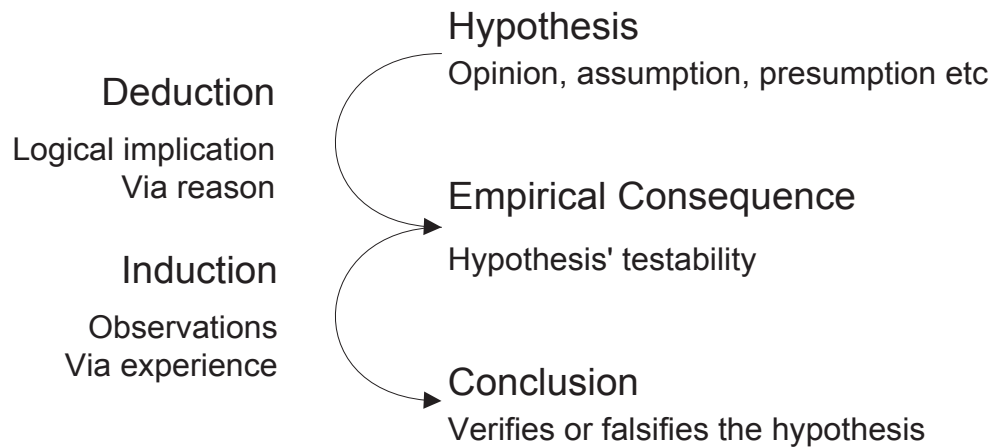 Hypothesis
Opinion, assumption, presumption etc
Deduction
Logical implication
Via reason
Empirical Consequence
Hypothesis' testability
Induction
Observations
Via experience
Conclusion
Verifies or falsifies the hypothesis